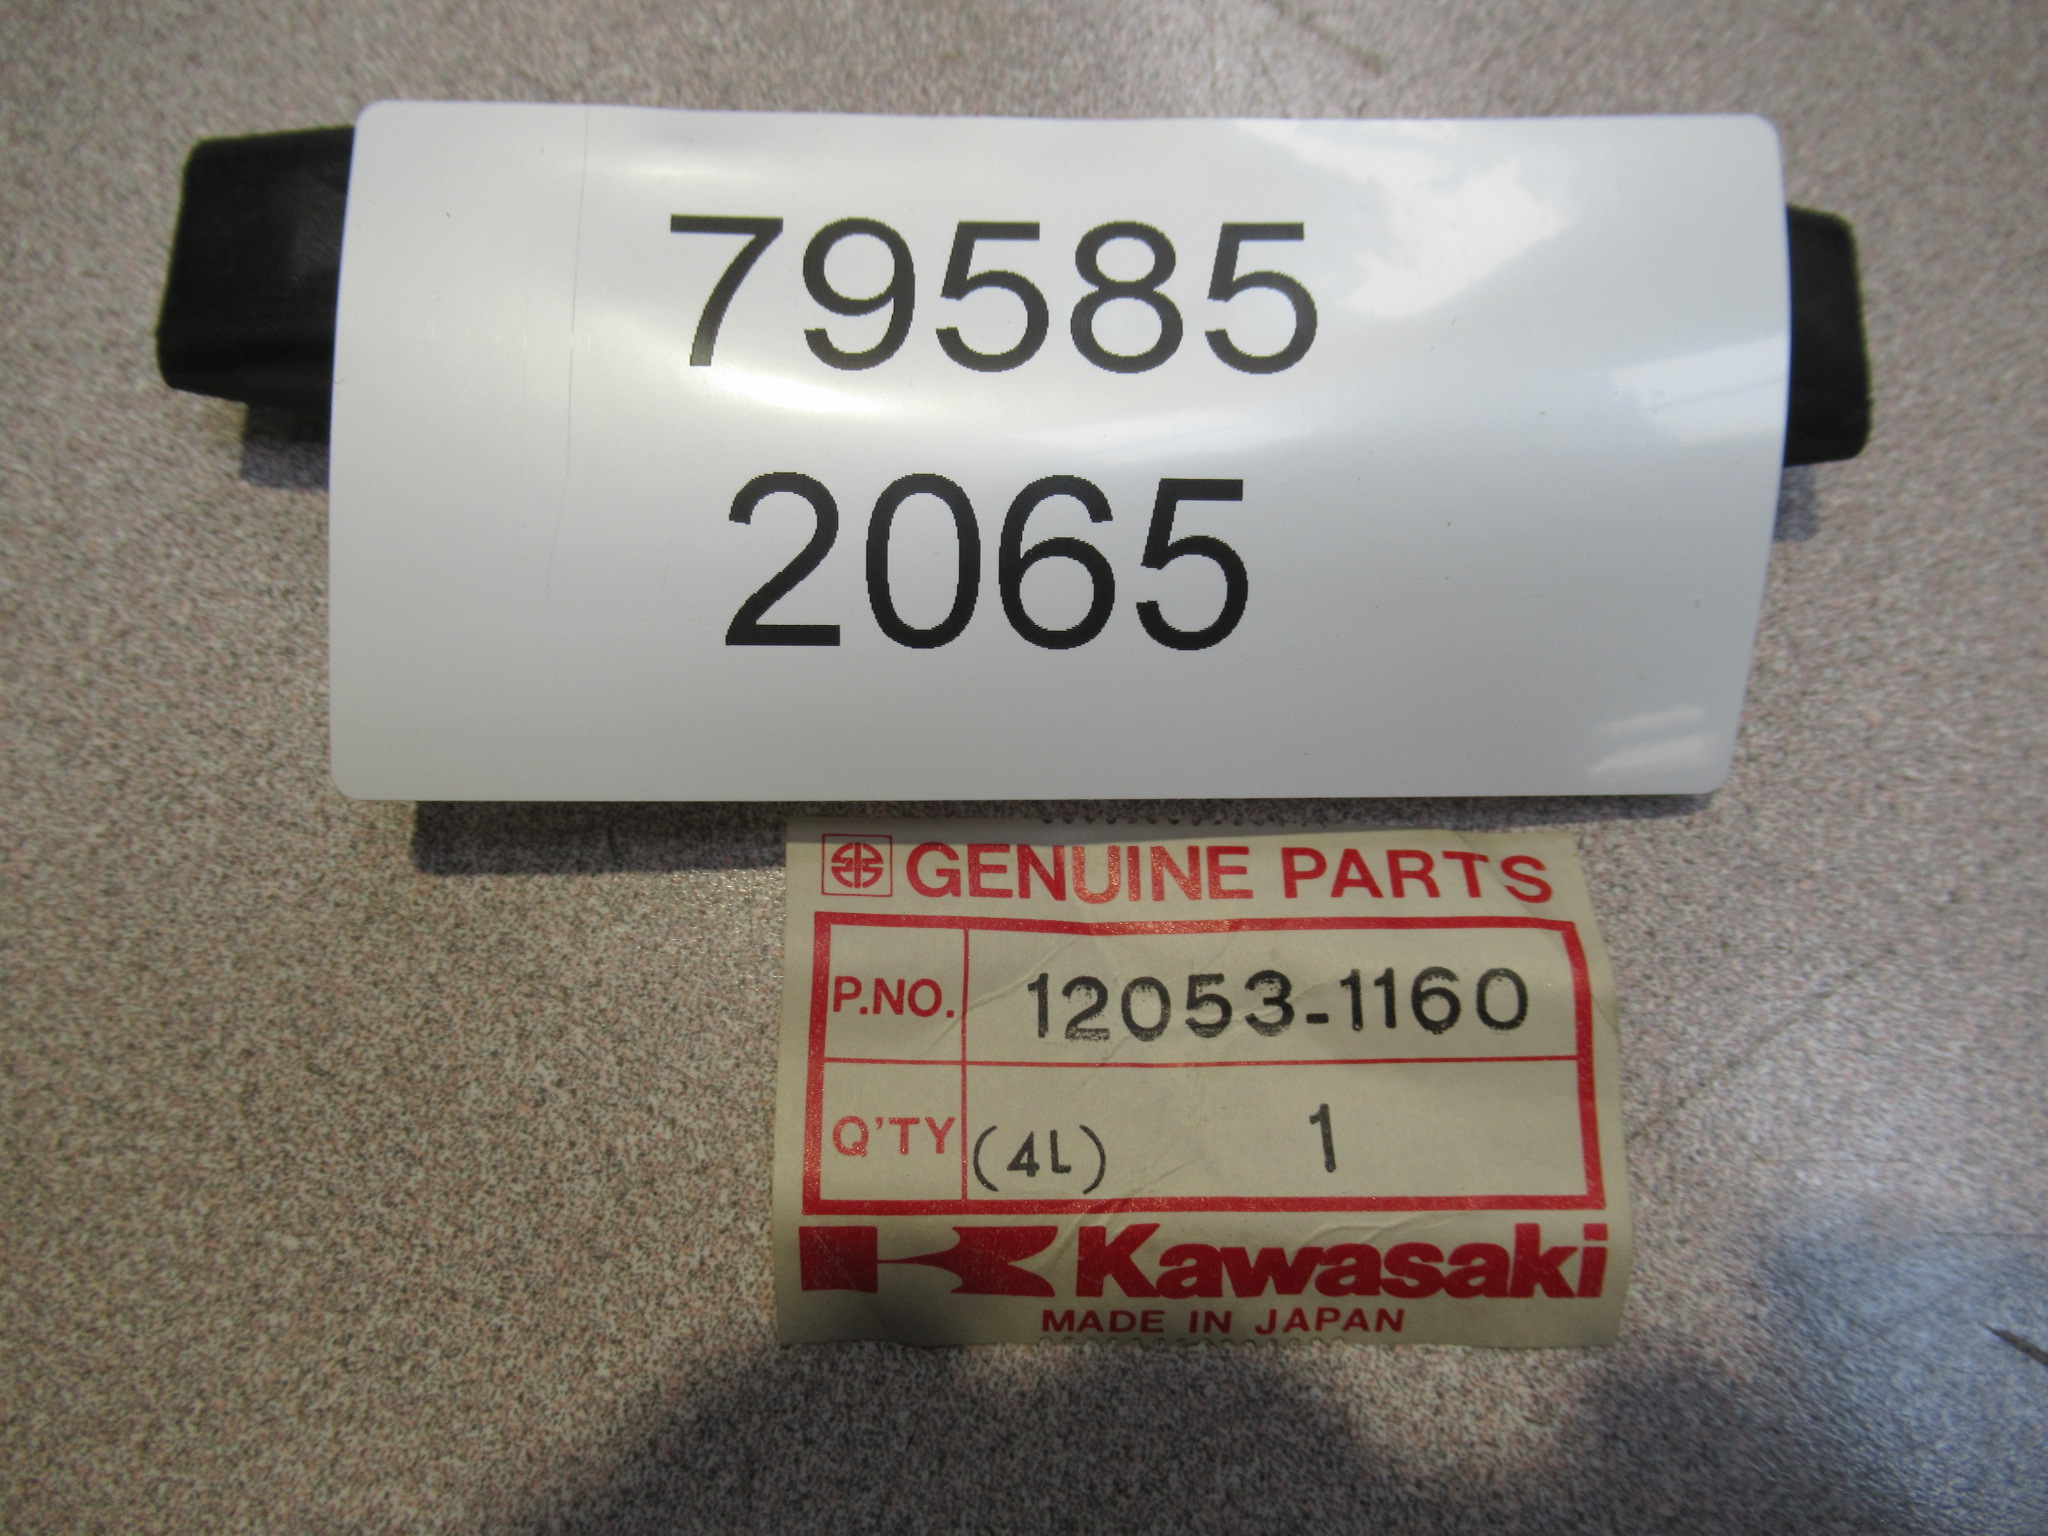 79585
2065
GENUINE PARTS
P.NO. 12053-1160
Q'TY (4L) 1
Kawasaki
MADE IN JAPAN